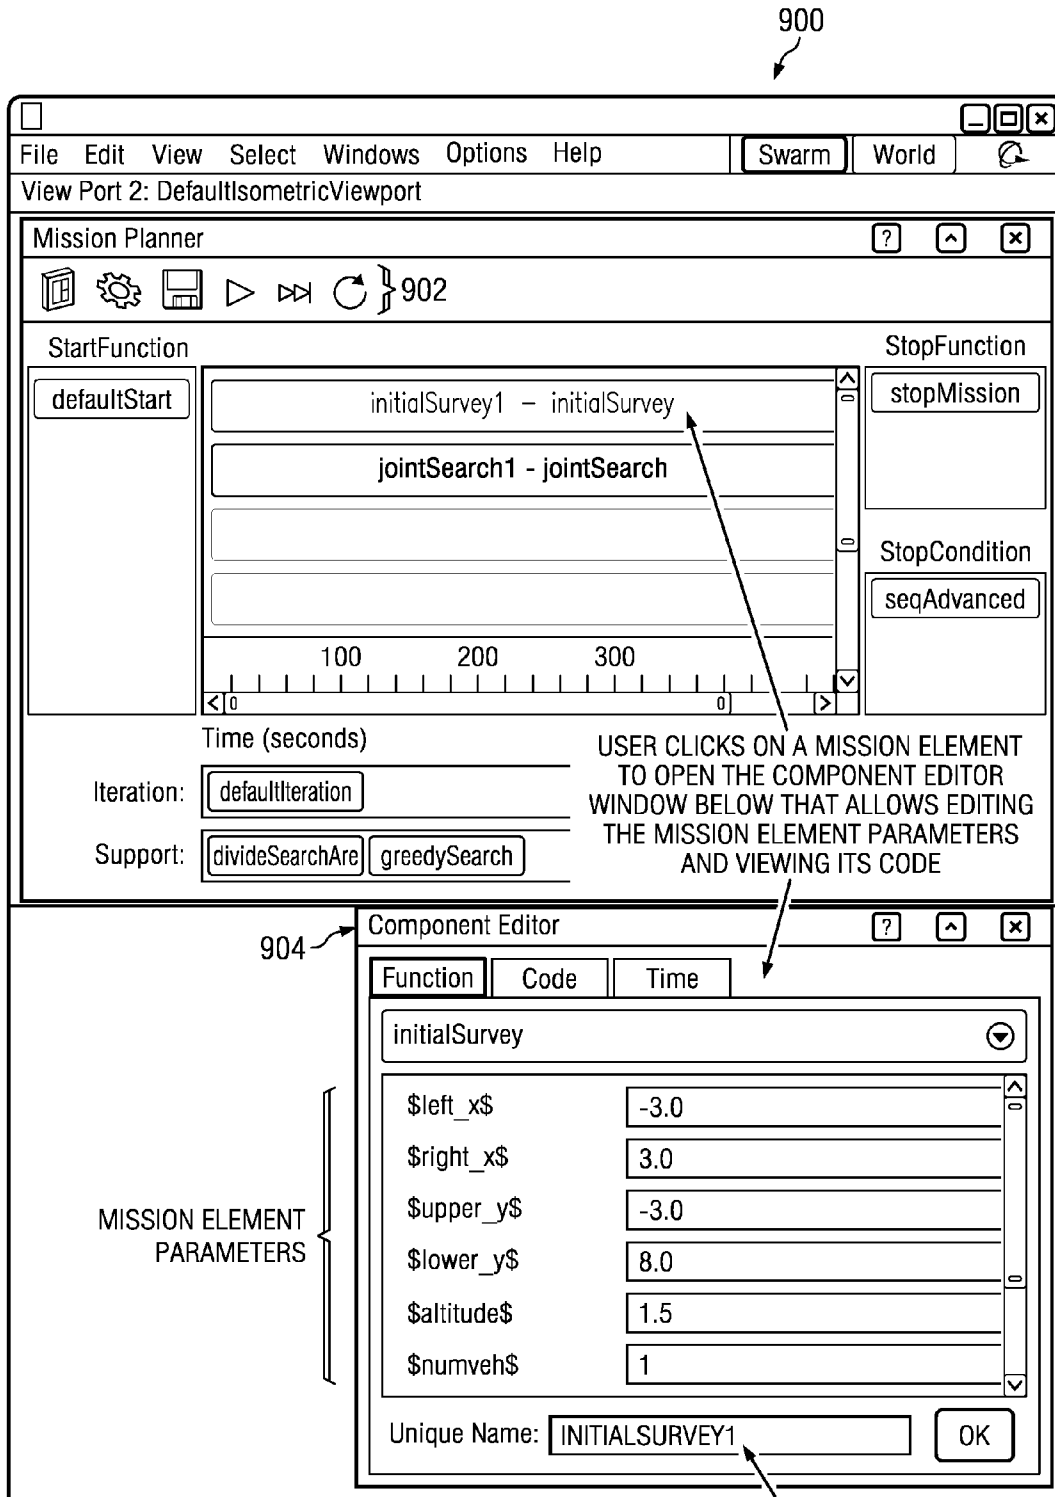 900
File Edit View Select Windows Options Help Swarm World
View Port 2: DefaultIsometricViewport
Mission Planner
902
StartFunction
defaultStart
initialSurvey1 – initialSurvey
jointSearch1 - jointSearch
100 200 300
Time (seconds)
StopFunction
stopMission
StopCondition
seqAdvanced
Iteration: defaultIteration
Support: divideSearchAre greedySearch
USER CLICKS ON A MISSION ELEMENT
TO OPEN THE COMPONENT EDITOR
WINDOW BELOW THAT ALLOWS EDITING
THE MISSION ELEMENT PARAMETERS
AND VIEWING ITS CODE
904
Component Editor
Function Code Time
initialSurvey
MISSION ELEMENT
PARAMETERS
$left_x$ -3.0
$right_x$ 3.0
$upper_y$ -3.0
$lower_y$ 8.0
$altitude$ 1.5
$numveh$ 1
Unique Name: INITIALSURVEY1 OK